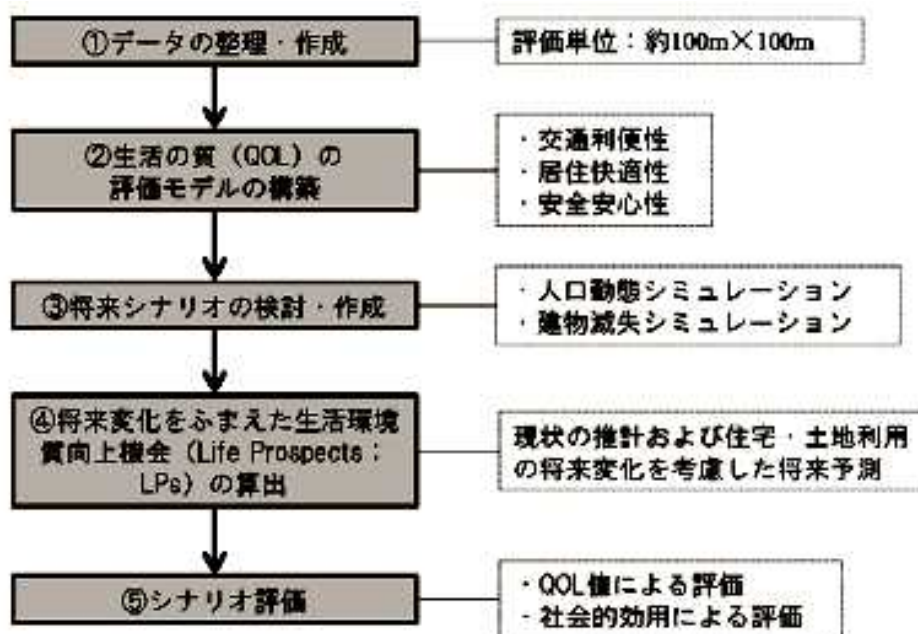 ①データの整理・作成
評価単位：約100m×100m
②生活の質（QOL）の
評価モデルの構築
・交通利便性
・居住快適性
・安全安心性
③将来シナリオの検討・作成
・人口動態シミュレーション
・建物滅失シミュレーション
④将来変化をふまえた生活環境
質向上機会（Life Prospects；
LPs）の算出
現状の推計および住宅・土地利用
の将来変化を考慮した将来予測
⑤シナリオ評価
・QOL値による評価
・社会的効用による評価